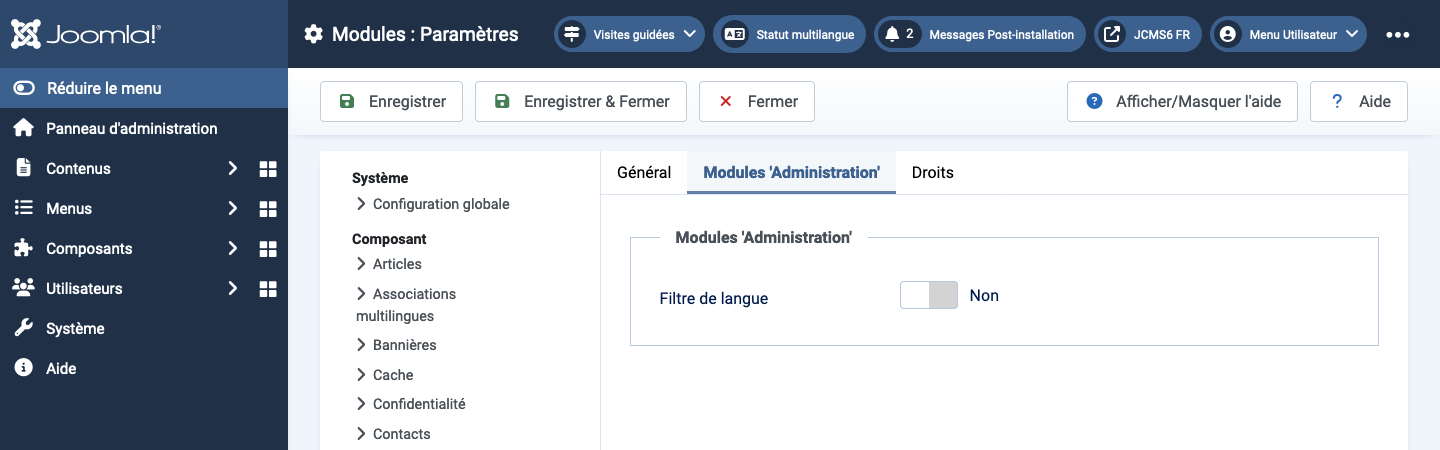 Joomla!®
Modules : Paramètres
Visites guidées
Statut multilangue
2 Messages Post-installation
JCMS6 FR
Menu Utilisateur
Réduire le menu
Panneau d'administration
Contenus
Menus
Composants
Utilisateurs
Système
Aide
Enregistrer
Enregistrer & Fermer
Fermer
Afficher/Masquer l'aide
? Aide
Système
Configuration globale
Composant
Articles
Associations
multilingues
Bannières
Cache
Confidentialité
Contacts
Général
Modules 'Administration'
Droits
Modules 'Administration'
Filtre de langue
Non